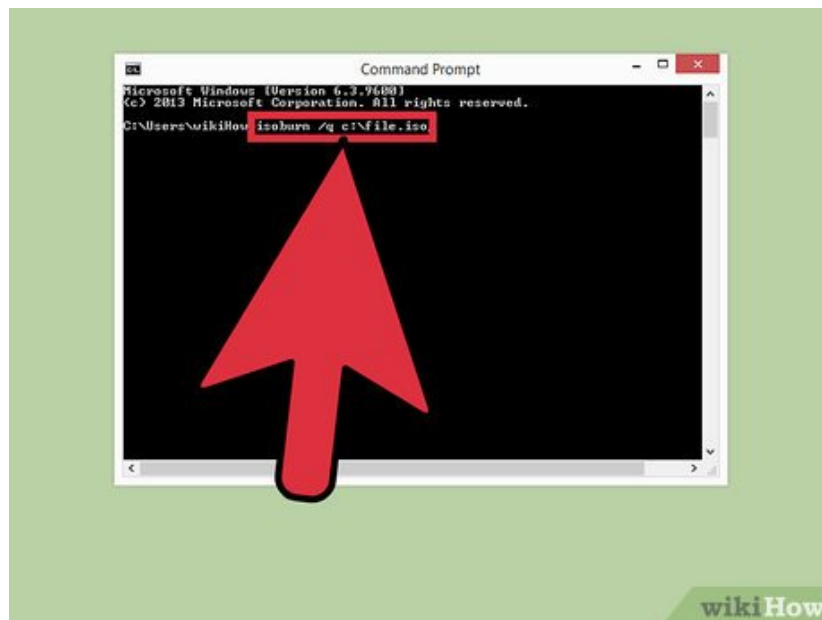 Command Prompt
Microsoft Windows [Version 6.3.9600]
(c) 2013 Microsoft Corporation. All rights reserved.
C:\Users\wikiHow isoburn /q c:\file.iso
wikiHow